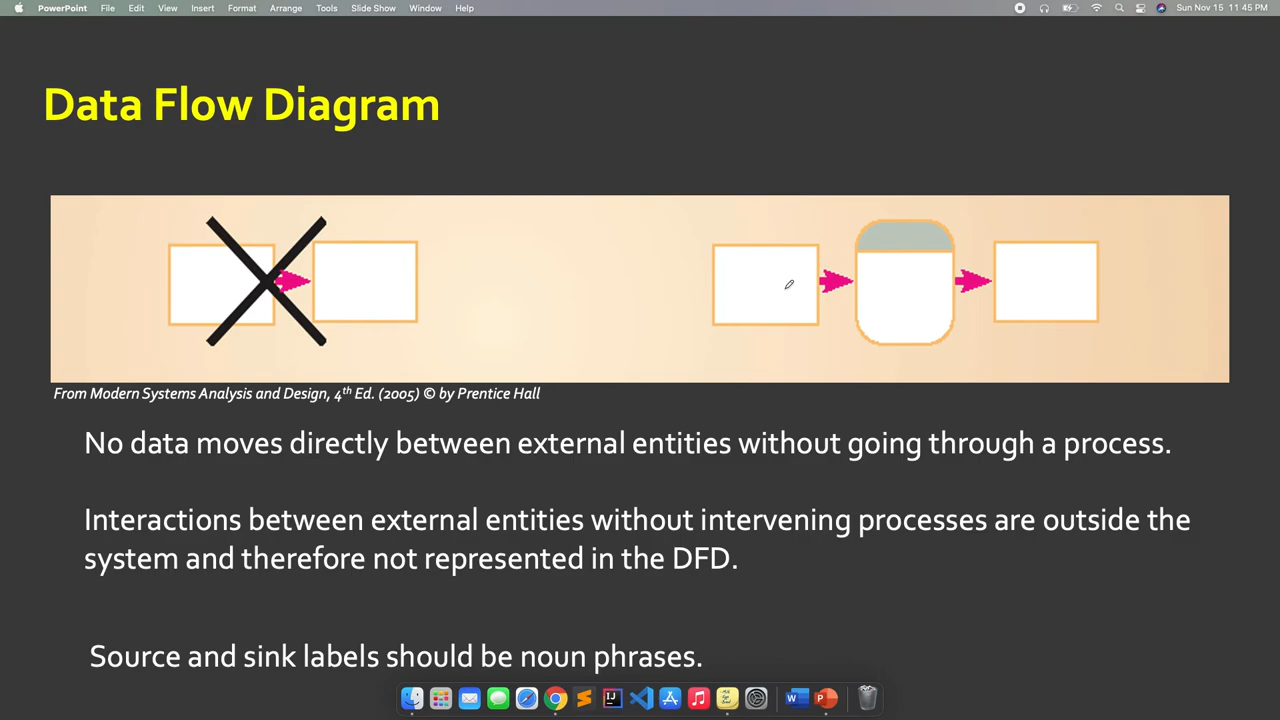 PowerPoint File Edit View Insert Format Arrange Tools Slide Show Window Help Sun Nov 15 11:45 PM
Data Flow Diagram
From Modern Systems Analysis and Design, 4th Ed. (2005) © by Prentice Hall
No data moves directly between external entities without going through a process.
Interactions between external entities without intervening processes are outside the
system and therefore not represented in the DFD.
Source and sink labels should be noun phrases.